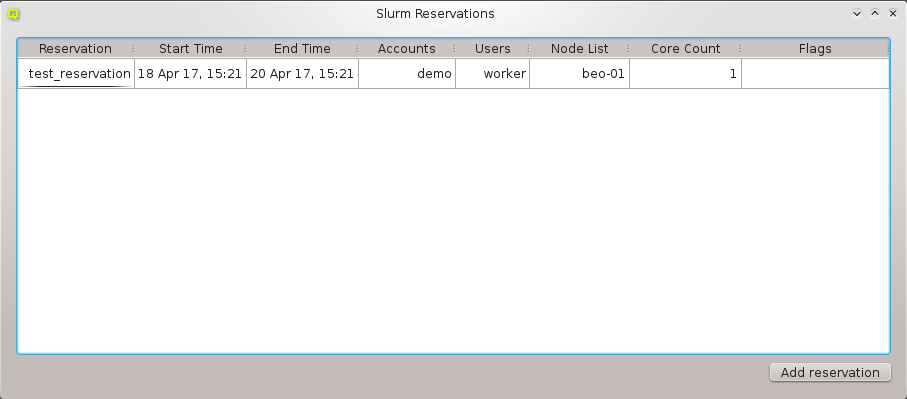 Slurm Reservations
Reservation Start Time End Time Accounts Users Node List Core Count Flags
test_reservation 18 Apr 17, 15:21 20 Apr 17, 15:21 demo worker beo-01 1
Add reservation